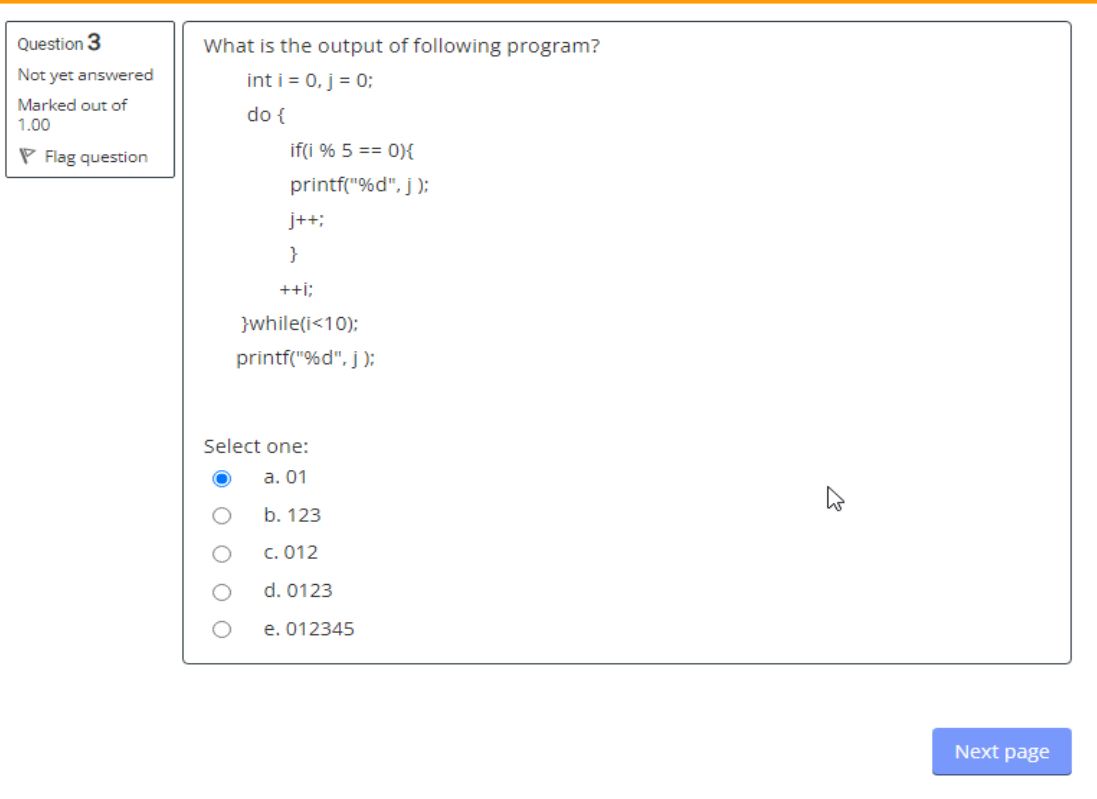 Question 3
Not yet answered
Marked out of
1.00
Flag question
What is the output of following program?
int i = 0, j = 0;
do {
if(i % 5 == 0){
printf("%d", j );
j++;
}
++i;
}while(i<10);
printf("%d", j );
Select one:
a. 01
b. 123
c. 012
d. 0123
e. 012345
Next page